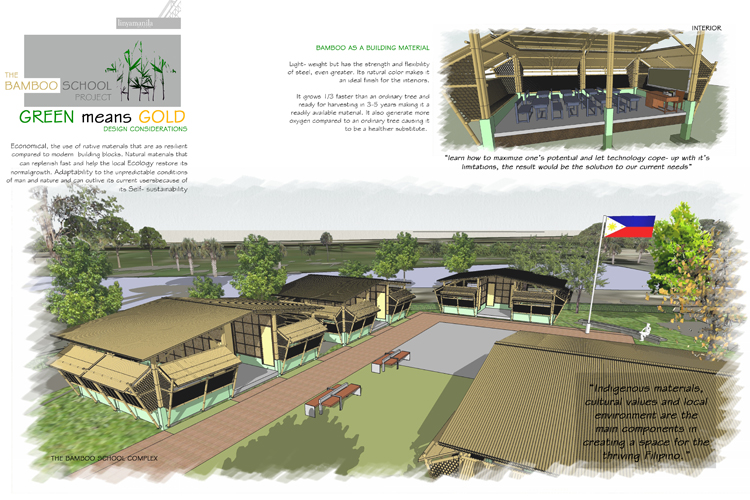 linyamanila
THE
BAMBOO SCHOOL
PROJECT
GREEN means GOLD
DESIGN CONSIDERATIONS
Economical, the use of native materials that are as resilient
compared to modern building blocks. Natural materials that
can replenish fast and help the local Ecology restore its
normalgrowth. Adaptability to the unpredictable conditions
of man and nature and can outlive its current usersbecause of
its Self- sustainability
BAMBOO AS A BUILDING MATERIAL
Light- weight but has the strength and flexibility
of steel, even greater. Its natural color makes it
an ideal finish for the interiors.
It grows 1/3 faster than an ordinary tree and
ready for harvesting in 3-5 years making it a
readily available material. It also generate more
oxygen compared to an ordinary tree causing it
to be a healthier substitute.
INTERIOR
"learn how to maximize one's potential and let technology cope- up with it's
limitations, the result would be the solution to our current needs"
"Indigenous materials,
cultural values and local
environment are the
main components in
creating a space for the
thriving Filipino."
THE BAMBOO SCHOOL COMPLEX